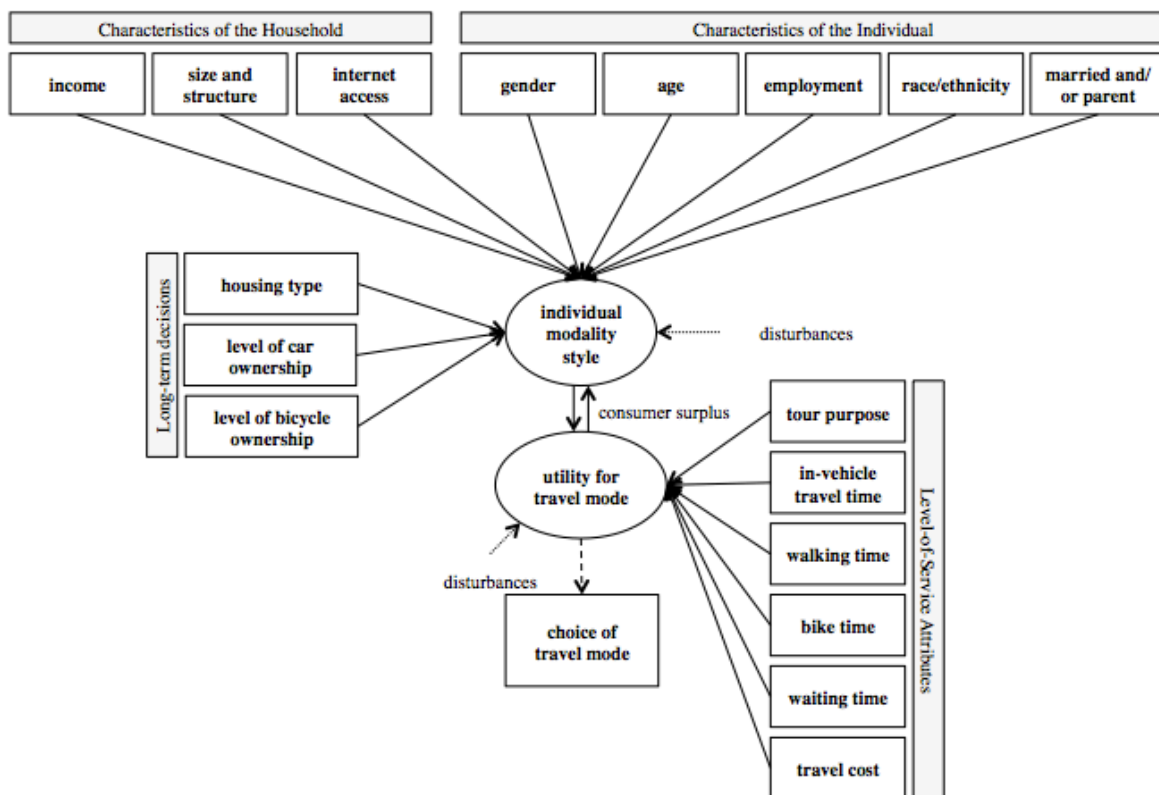 Characteristics of the Household
Characteristics of the Individual
income
size and
structure
internet
access
gender
age
employment
race/ethnicity
married and/
or parent
Long-term decisions
housing type
level of car
ownership
level of bicycle
ownership
individual
modality
style
disturbances
consumer surplus
utility for
travel mode
disturbances
choice of
travel mode
tour purpose
in-vehicle
travel time
walking time
bike time
waiting time
travel cost
Level-of-Service Attributes